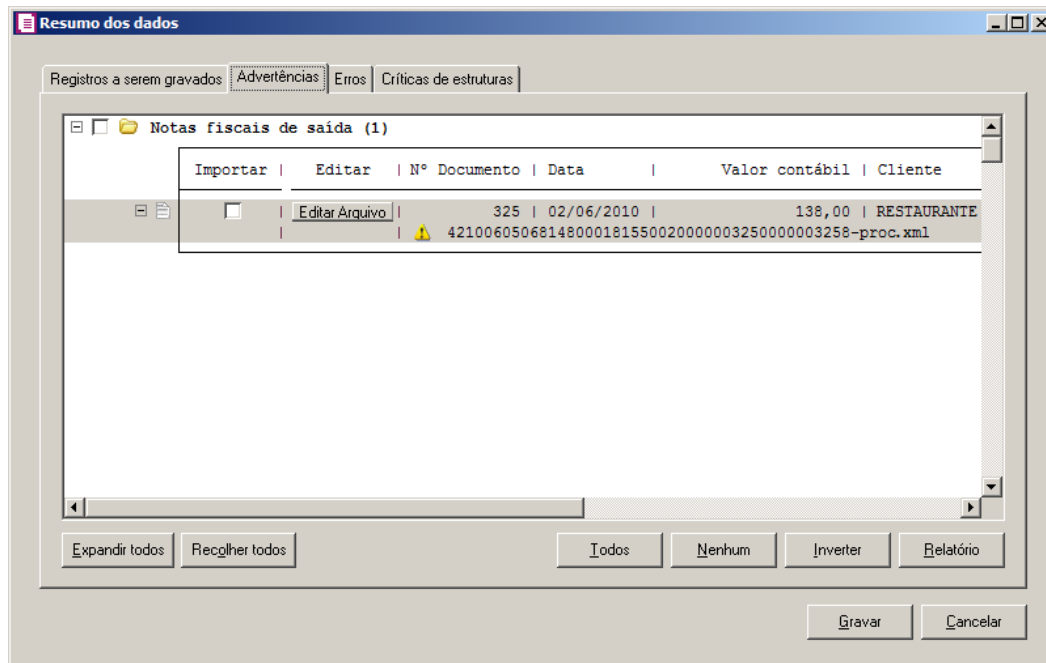 Resumo dos dados
Registros a serem gravados Advertências Erros Críticas de estruturas
Notas fiscais de saída (1)
Importar | Editar | Nº Documento | Data | Valor contábil | Cliente
| Editar Arquivo | 325 | 02/06/2010 | 138,00 | RESTAURANTE
| | 42100605068148000181550020000003250000003258-proc.xml
Expandir todos Recolher todos Todos Nenhum Inverter Relatório
Gravar Cancelar